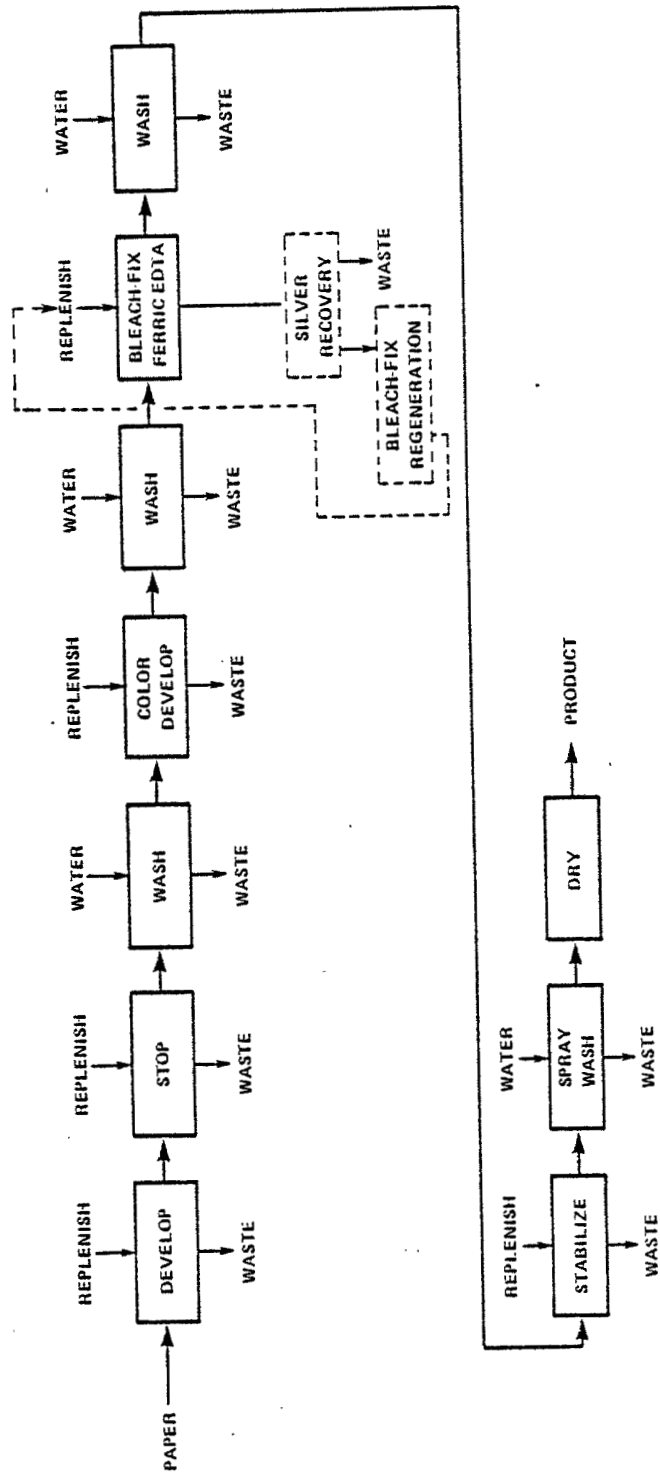 PAPER
REPLENISH
DEVELOP
WASTE
REPLENISH
STOP
WASTE
WATER
WASH
WASTE
REPLENISH
COLOR
DEVELOP
WASTE
WATER
WASH
WASTE
REPLENISH
BLEACH-FIX
FERRIC EDTA
SILVER
RECOVERY
WASTE
BLEACH-FIX
REGENERATION
WATER
WASH
WASTE
REPLENISH
STABILIZE
WASTE
WATER
SPRAY
WASH
WASTE
DRY
PRODUCT